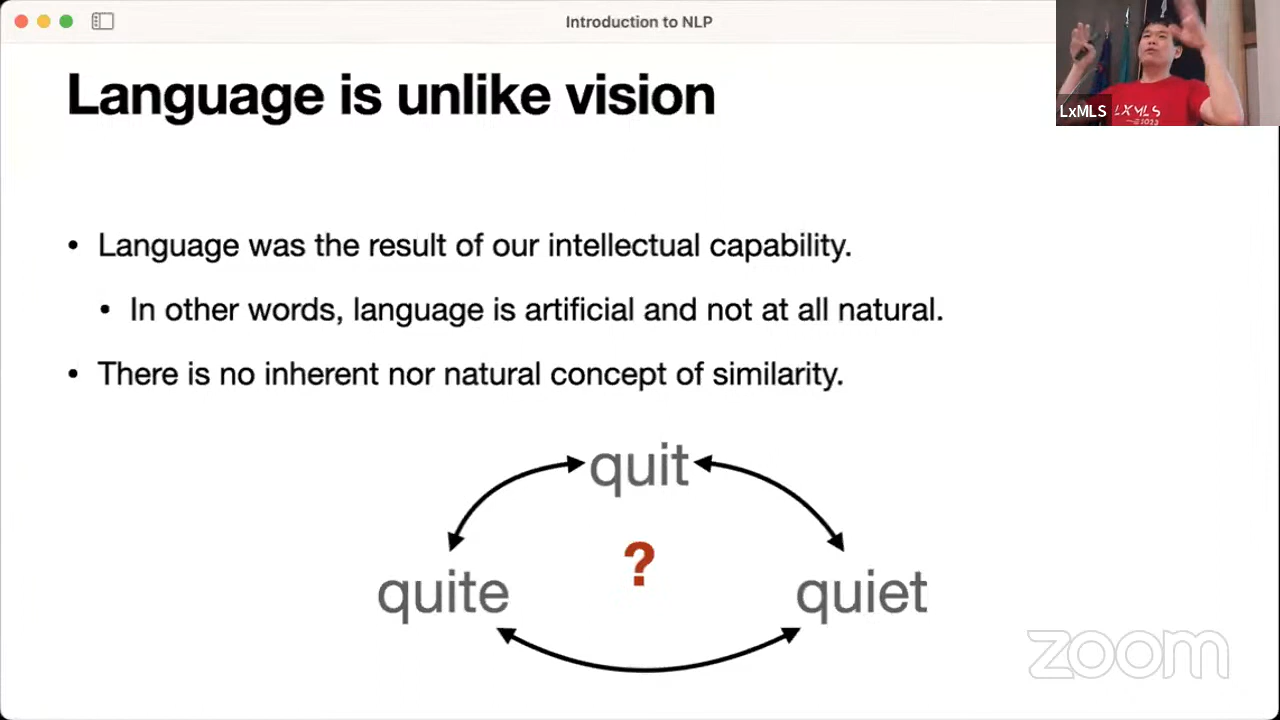 Introduction to NLP
LxMLS
LXMLS
2023
Language is unlike vision
• Language was the result of our intellectual capability.
• In other words, language is artificial and not at all natural.
• There is no inherent nor natural concept of similarity.
quit
?
quite
quiet
zoom